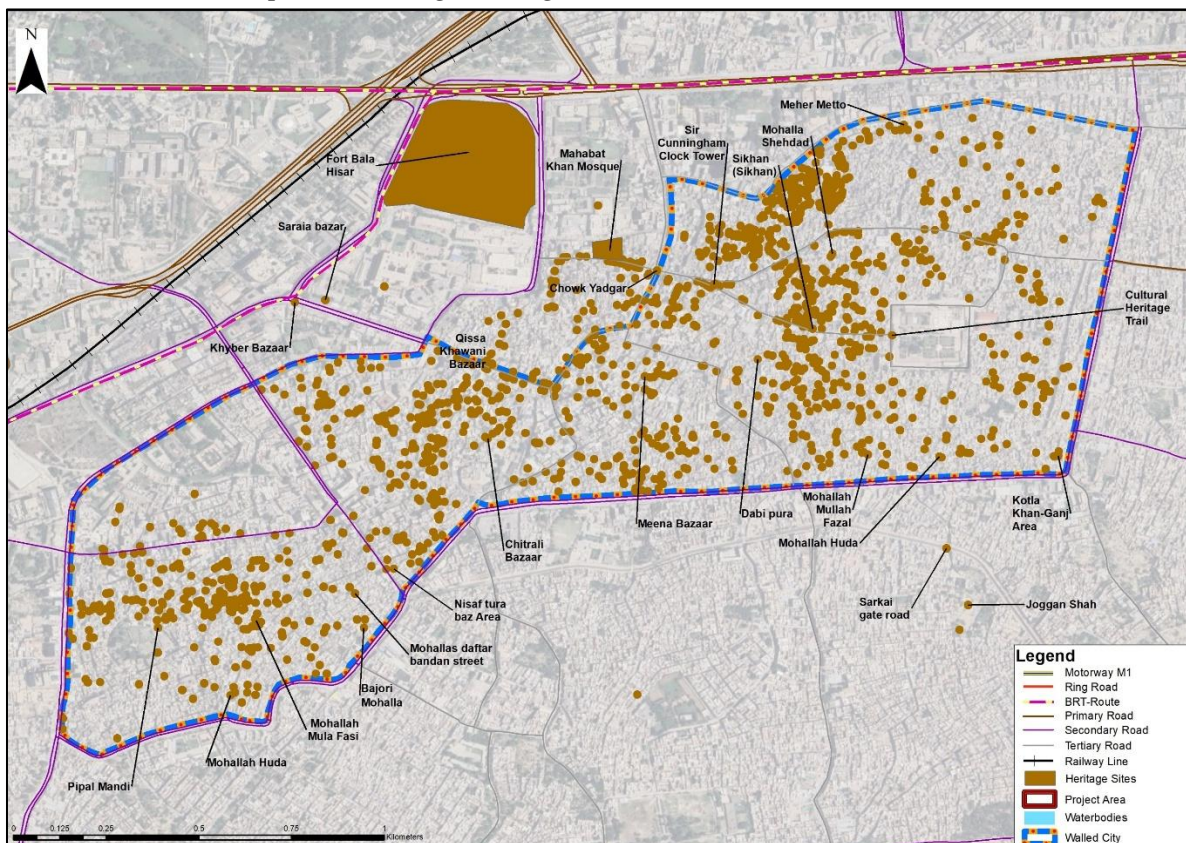 N
Meher Metto
Sir
Cunningham
Clock Tower
Mohalla
Shehdad
Mahabat
Khan Mosque
Sikhan
(Sikhan)
Fort Bala
Hisar
Saraia bazar
Chowk Yadgar
Cultural
Heritage
Trail
Khyber Bazaar
Qissa
Khawani
Bazaar
Meena Bazaar
Dabi pura
Mohallah
Mullah
Fazal
Mohallah Huda
Kotla
Khan-Ganj
Area
Chitrali
Bazaar
Nisaf tura
baz Area
Sarkai
gate road
Joggan Shah
Mohallas daftar
bandan street
Bajori
Mohalla
Mohallah
Mula Fasi
Mohallah Huda
Pipal Mandi
Legend
Motorway M1
Ring Road
BRT-Route
Primary Road
Secondary Road
Tertiary Road
Railway Line
Heritage Sites
Project Area
Waterbodies
Walled City
0 0.125 0.25 0.5 0.75 1
Kilometers